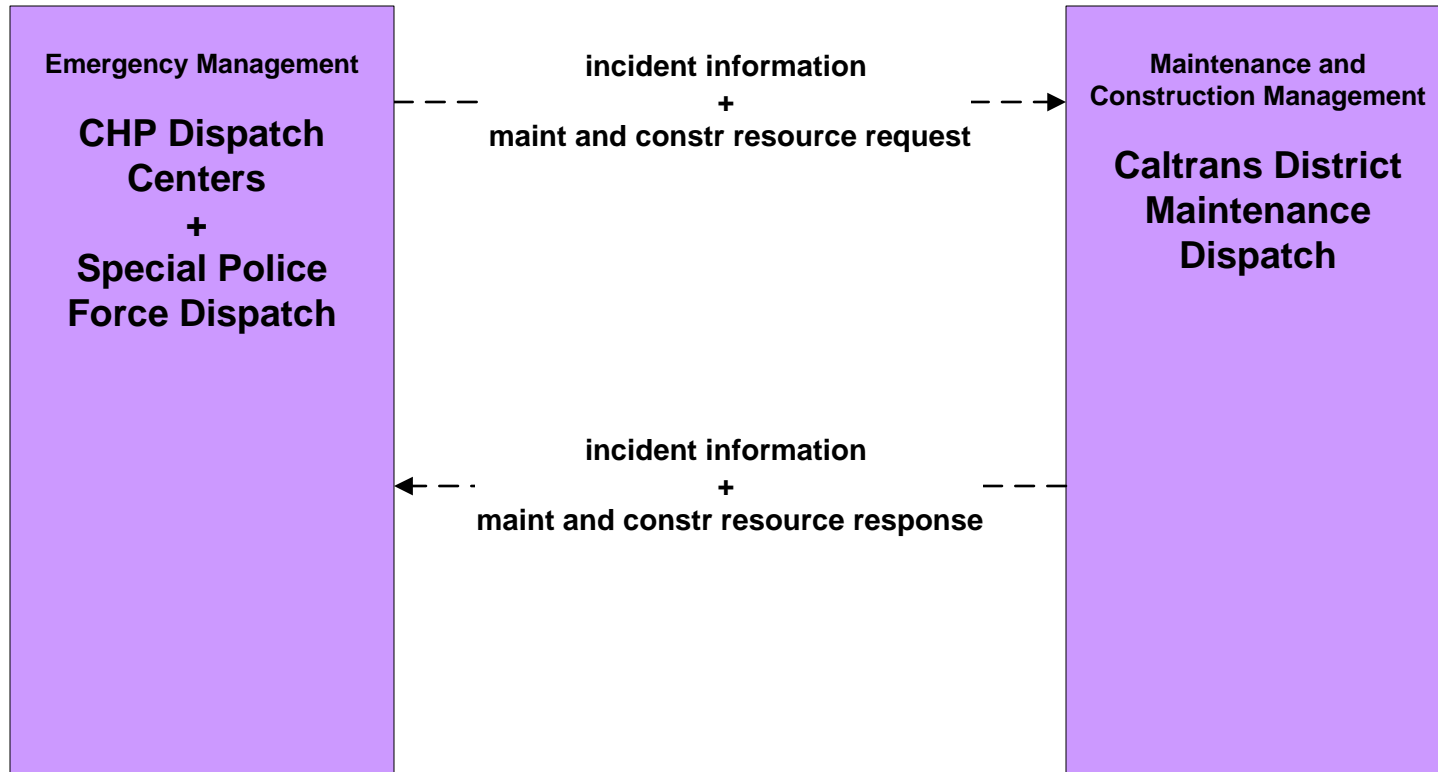 Emergency Management
CHP Dispatch
Centers
+
Special Police
Force Dispatch
incident information
+
maint and constr resource request
incident information
+
maint and constr resource response
Maintenance and
Construction Management
Caltrans District
Maintenance
Dispatch